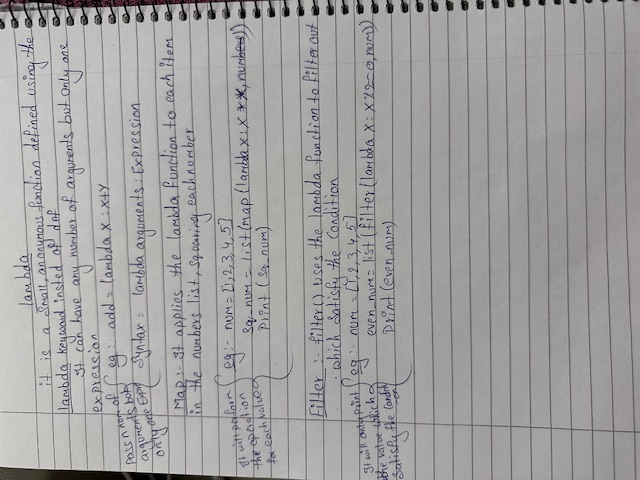 lambda
it is a small, anonymous function defined using the
lambda keyword insted of def
It can have any number of arguments but only one
expression
Pass n no of
arguments but
only one Expr
eg:- add = lambda x : x+y
Syntax = lambda arguments : Expression
Map :- It applies the lambda function to each item
in the numbers list, squaring each number
It will perform
the operation
for each value
eg:- num = [1,2,3,4,5]
sq_num = list(map(lambda x: x **, num))
Print (sq_num)
Filter :- filter() uses the lambda function to filter out
which satisfy the condition
It will only print
the value which
satisfy the condition
eg:- num = [1,2,3,4,5]
even_num = list(filter(lambda x: x%2==0, num))
Print (even_num)